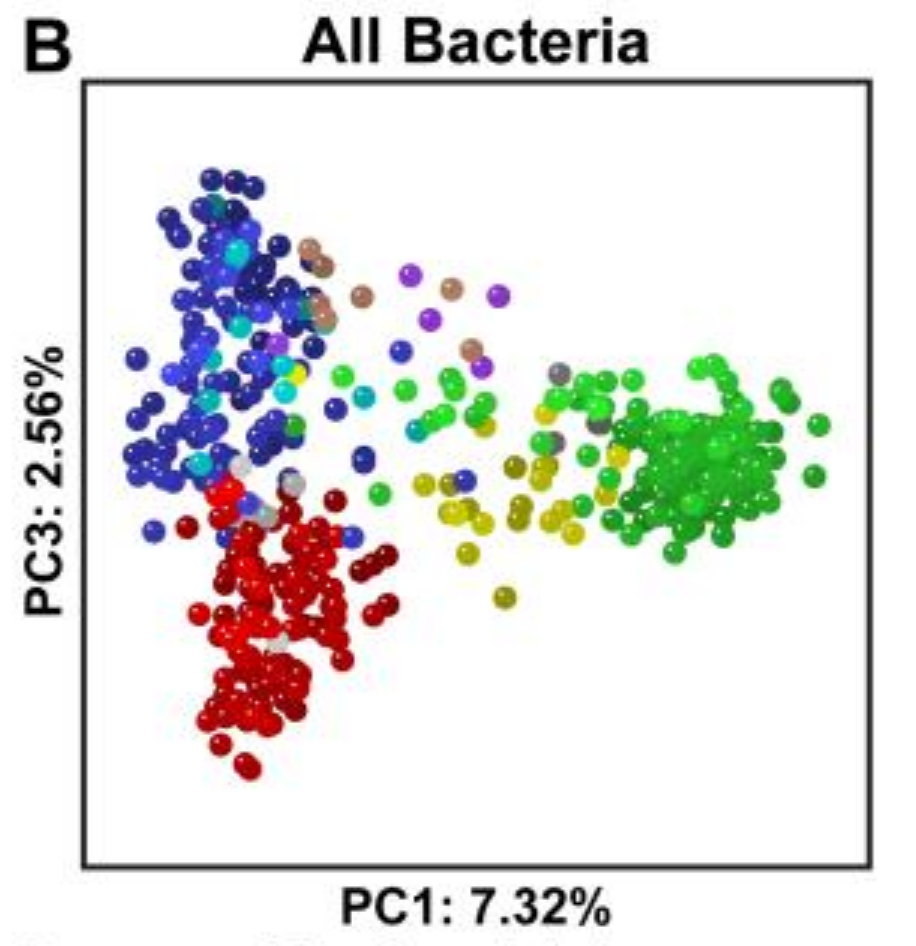 B
All Bacteria
PC3: 2.56%
PC1: 7.32%